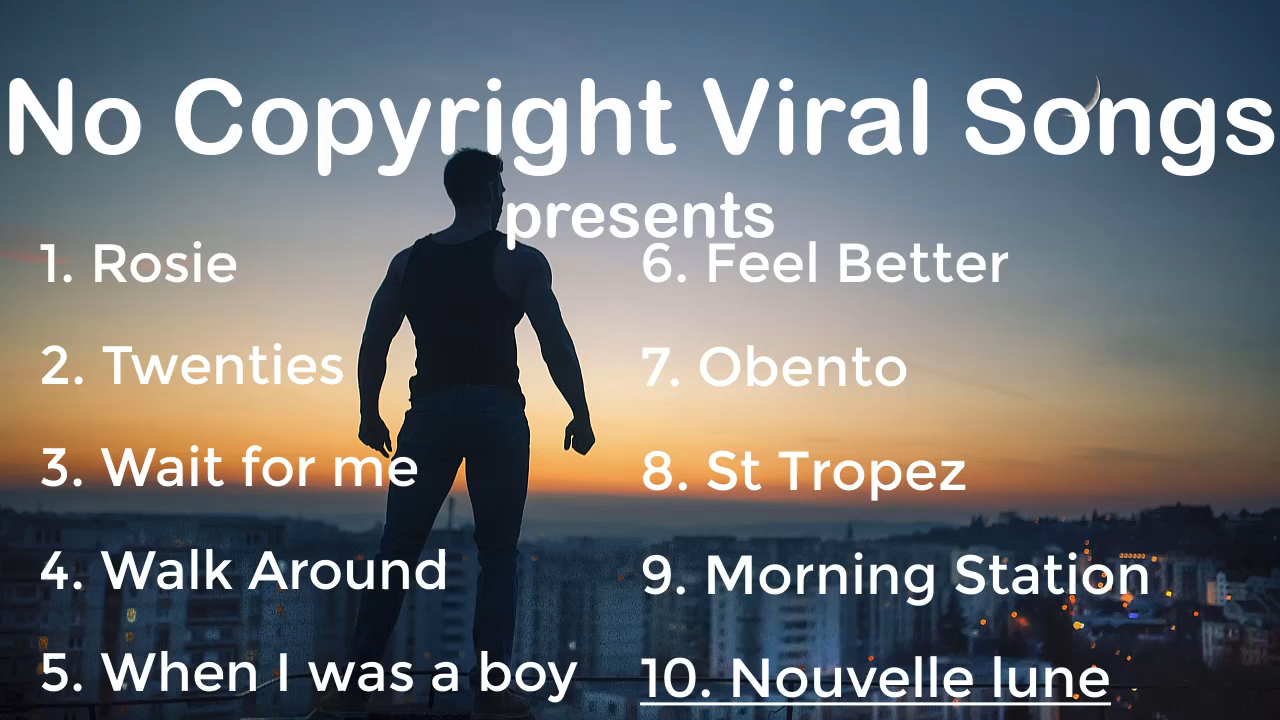 No Copyright Viral Songs
presents
1. Rosie
2. Twenties
3. Wait for me
4. Walk Around
5. When I was a boy
6. Feel Better
7. Obento
8. St Tropez
9. Morning Station
10. Nouvelle lune